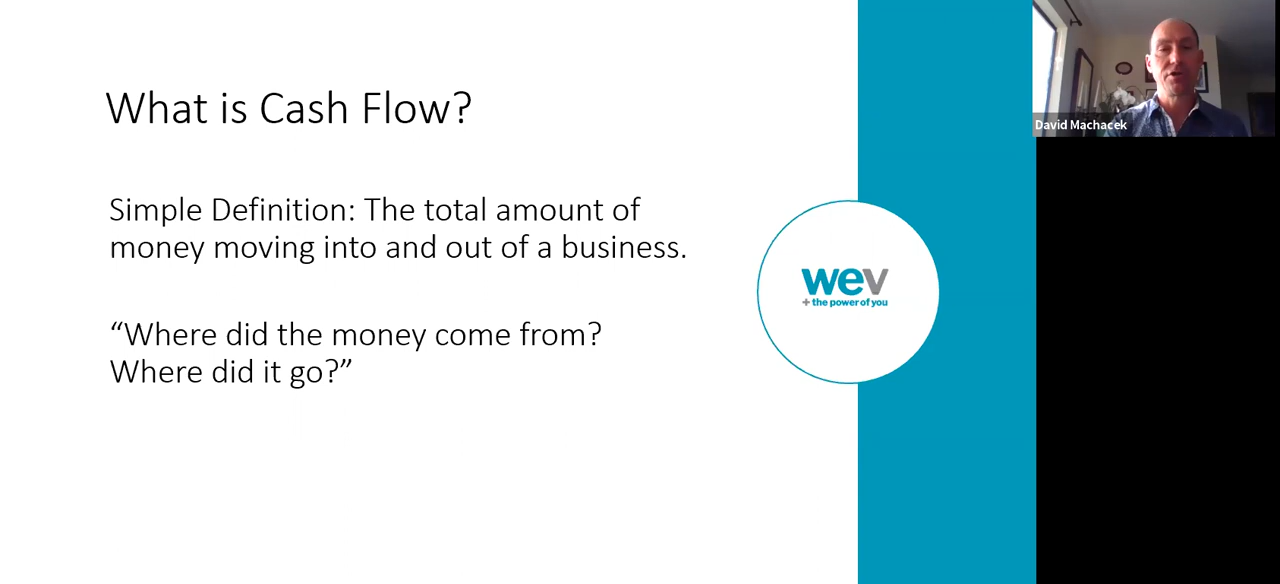 What is Cash Flow?
Simple Definition: The total amount of
money moving into and out of a business.
“Where did the money come from?
Where did it go?”
wev
+ the power of you
David Machacek